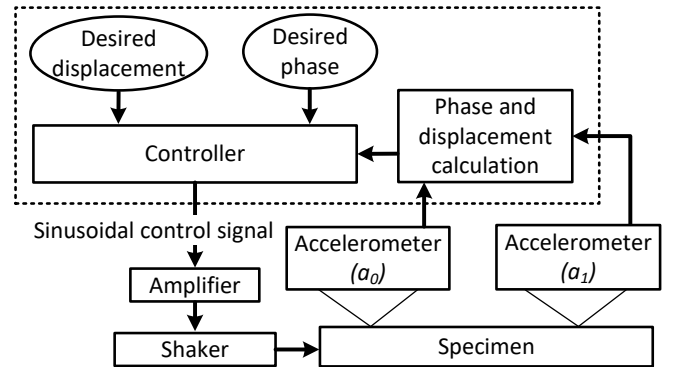 Desired
displacement
Desired
phase
Controller
Phase and
displacement
calculation
Sinusoidal control signal
Accelerometer
(a0)
Accelerometer
(a1)
Amplifier
Shaker
Specimen